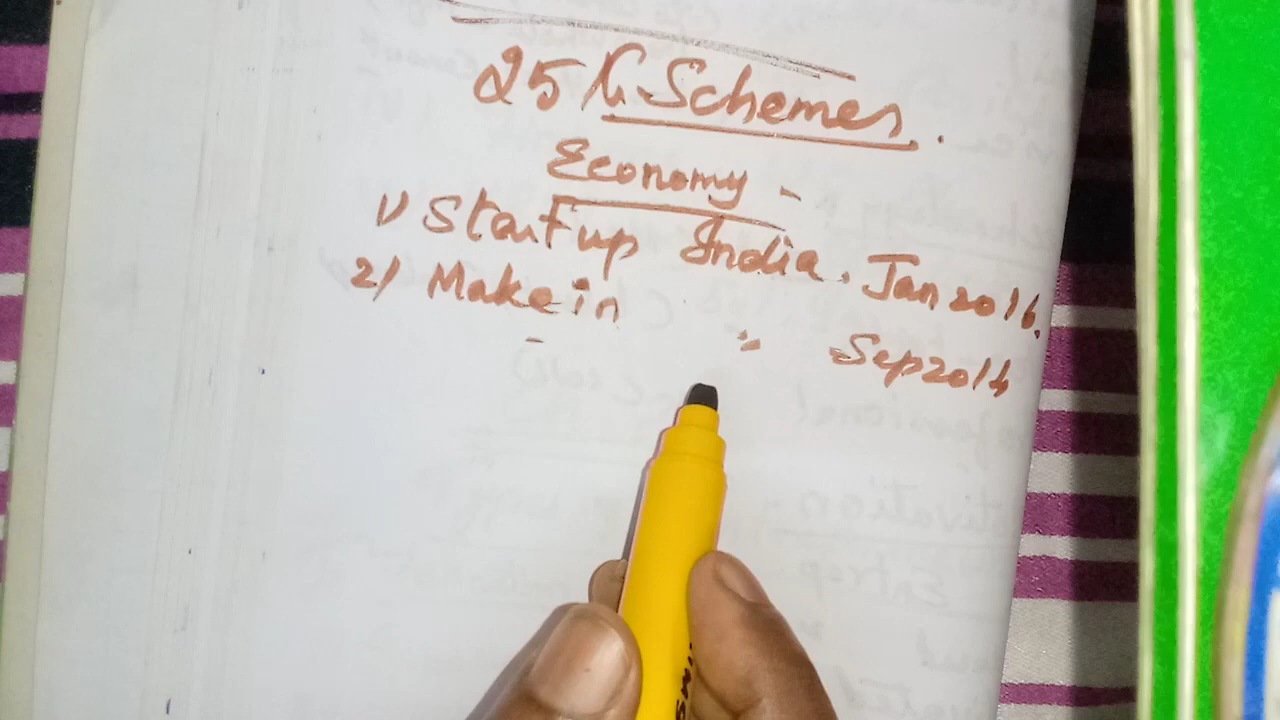 25 G Schemes.
Economy -
1) Startup India. Jan 2016.
2) Make in " Sep 2014